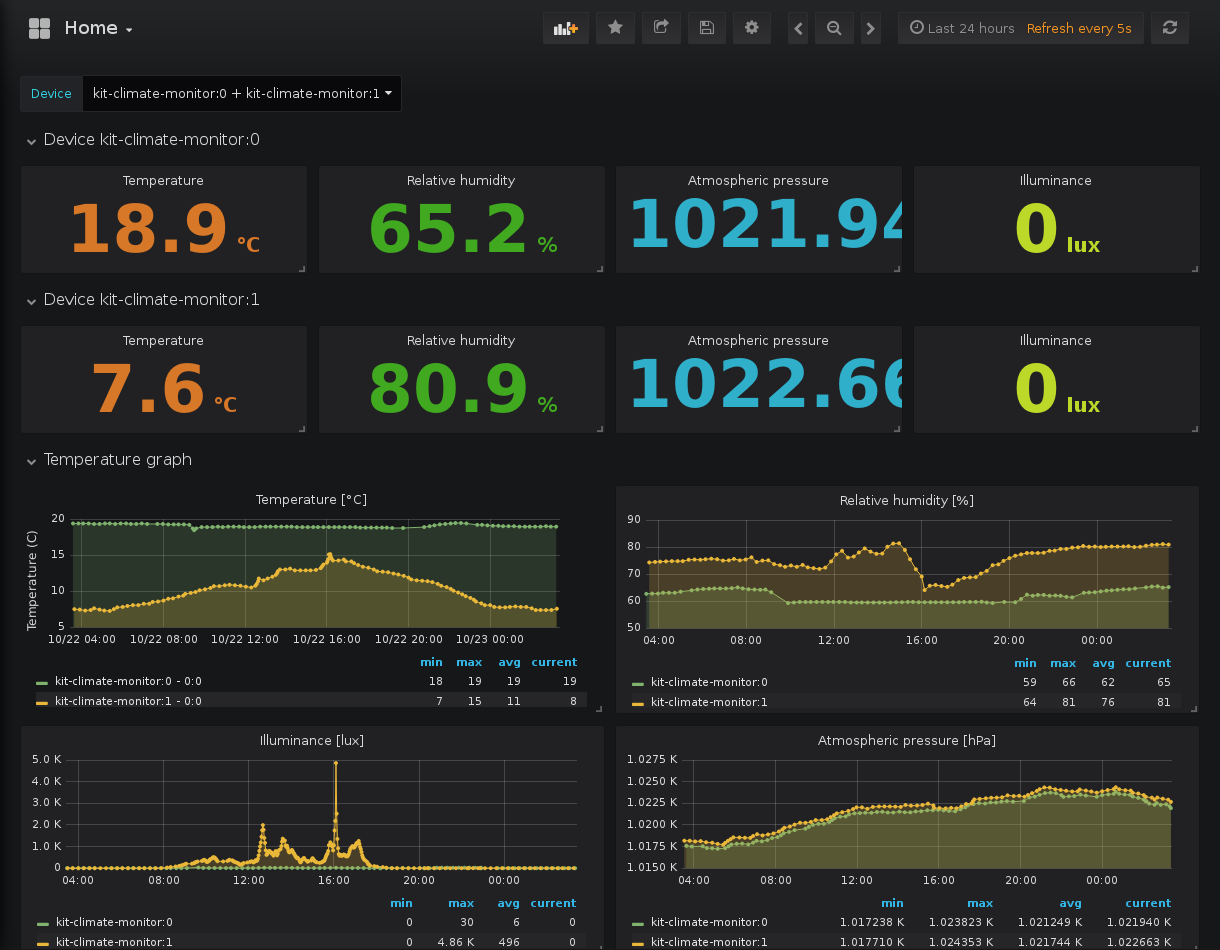 Home
Last 24 hours Refresh every 5s
Device kit-climate-monitor:0 + kit-climate-monitor:1
Device kit-climate-monitor:0
Temperature Relative humidity Atmospheric pressure Illuminance
18.9 °C 65.2 % 1021.94 0 lux
Device kit-climate-monitor:1
Temperature Relative humidity Atmospheric pressure Illuminance
7.6 °C 80.9 % 1022.66 0 lux
Temperature graph
Temperature [°C]
Temperature (C)
20
15
10
5
10/22 04:00 10/22 08:00 10/22 12:00 10/22 16:00 10/22 20:00 10/23 00:00
min max avg current
kit-climate-monitor:0 - 0:0 18 19 19 19
kit-climate-monitor:1 - 0:0 7 15 11 8
Relative humidity [%]
90
80
70
60
50
04:00 08:00 12:00 16:00 20:00 00:00
min max avg current
kit-climate-monitor:0 59 66 62 65
kit-climate-monitor:1 64 81 76 81
Illuminance [lux]
5.0 K
4.0 K
3.0 K
2.0 K
1.0 K
0
04:00 08:00 12:00 16:00 20:00 00:00
min max avg current
kit-climate-monitor:0 0 30 6 0
kit-climate-monitor:1 0 4.86 K 496 0
Atmospheric pressure [hPa]
1.0275 K
1.0250 K
1.0225 K
1.0200 K
1.0175 K
1.0150 K
04:00 08:00 12:00 16:00 20:00 00:00
min max avg current
kit-climate-monitor:0 1.017238 K 1.023823 K 1.021249 K 1.021940 K
kit-climate-monitor:1 1.017710 K 1.024353 K 1.021744 K 1.022663 K